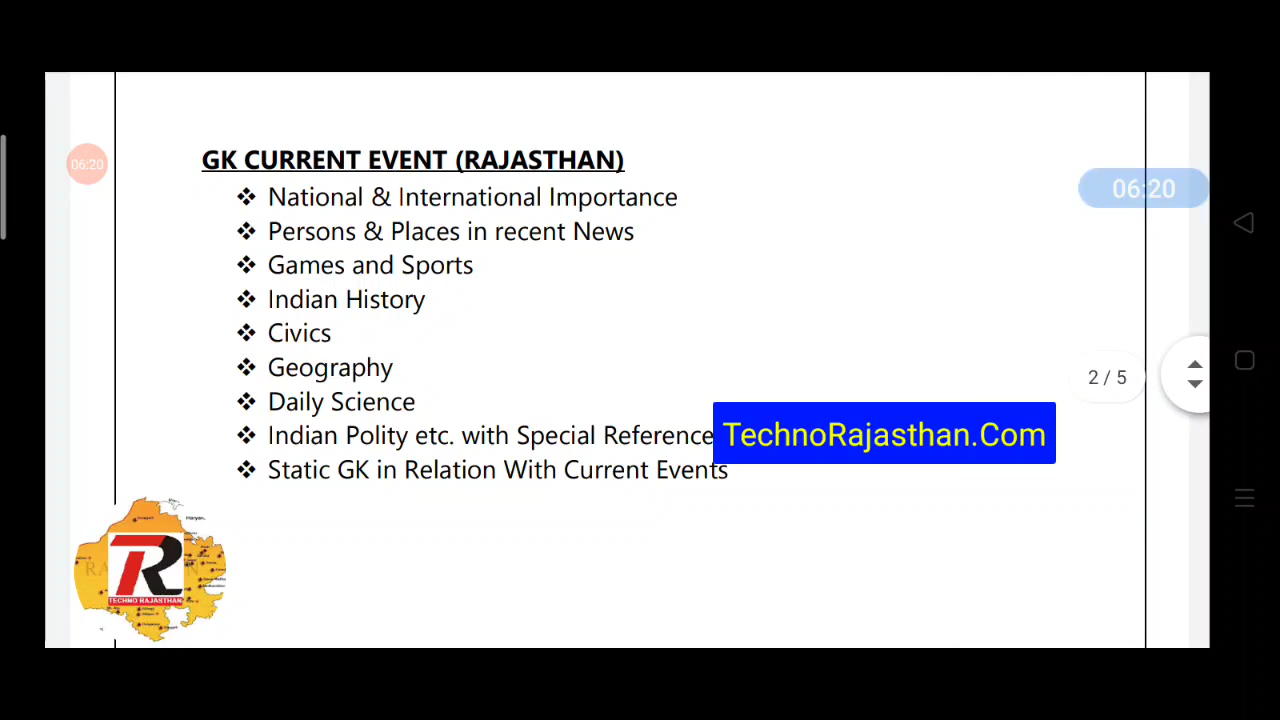 GK CURRENT EVENT (RAJASTHAN)
06:20
06:20
❖ National & International Importance
❖ Persons & Places in recent News
❖ Games and Sports
❖ Indian History
❖ Civics
❖ Geography
2 / 5
❖ Daily Science
❖ Indian Polity etc. with Special Reference
TechnoRajasthan.Com
❖ Static GK in Relation With Current Events
TR
TECHNO RAJASTHAN